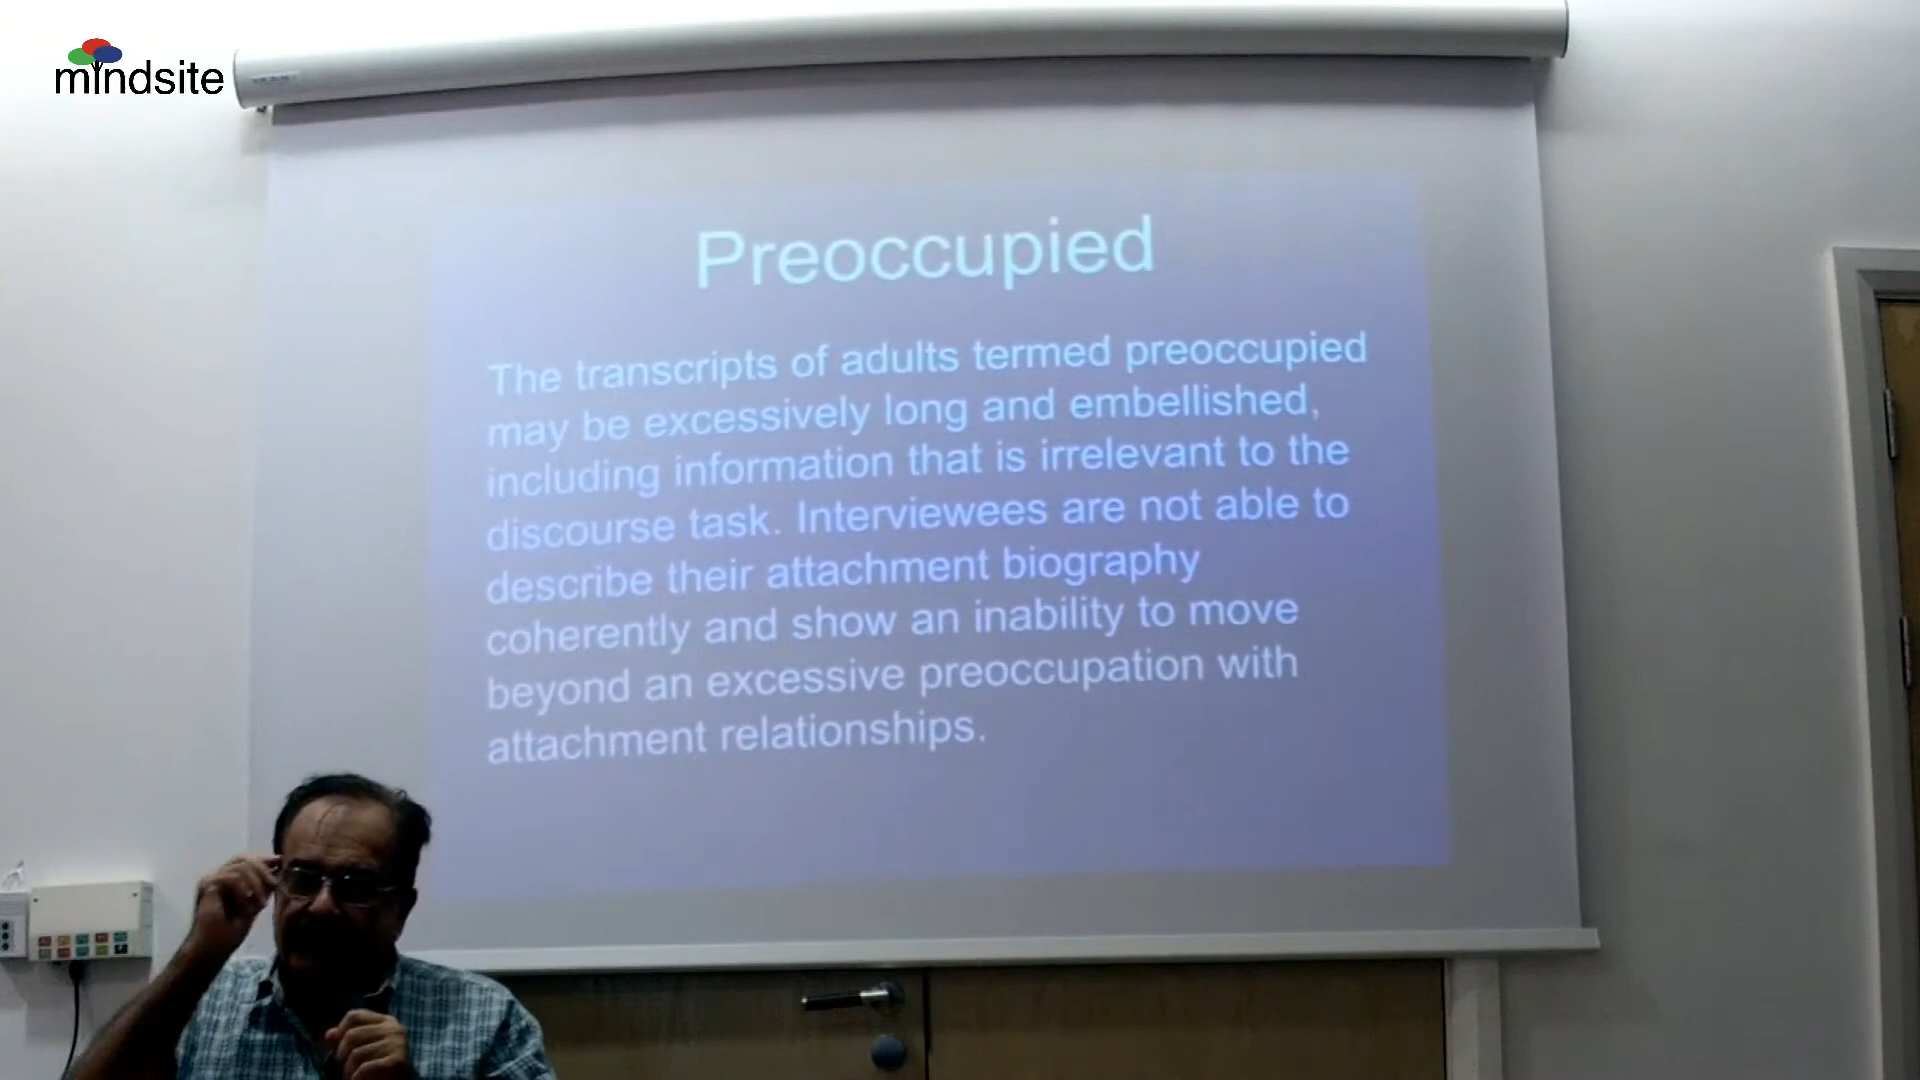 mindsite
Preoccupied
The transcripts of adults termed preoccupied
may be excessively long and embellished,
including information that is irrelevant to the
discourse task. Interviewees are not able to
describe their attachment biography
coherently and show an inability to move
beyond an excessive preoccupation with
attachment relationships.